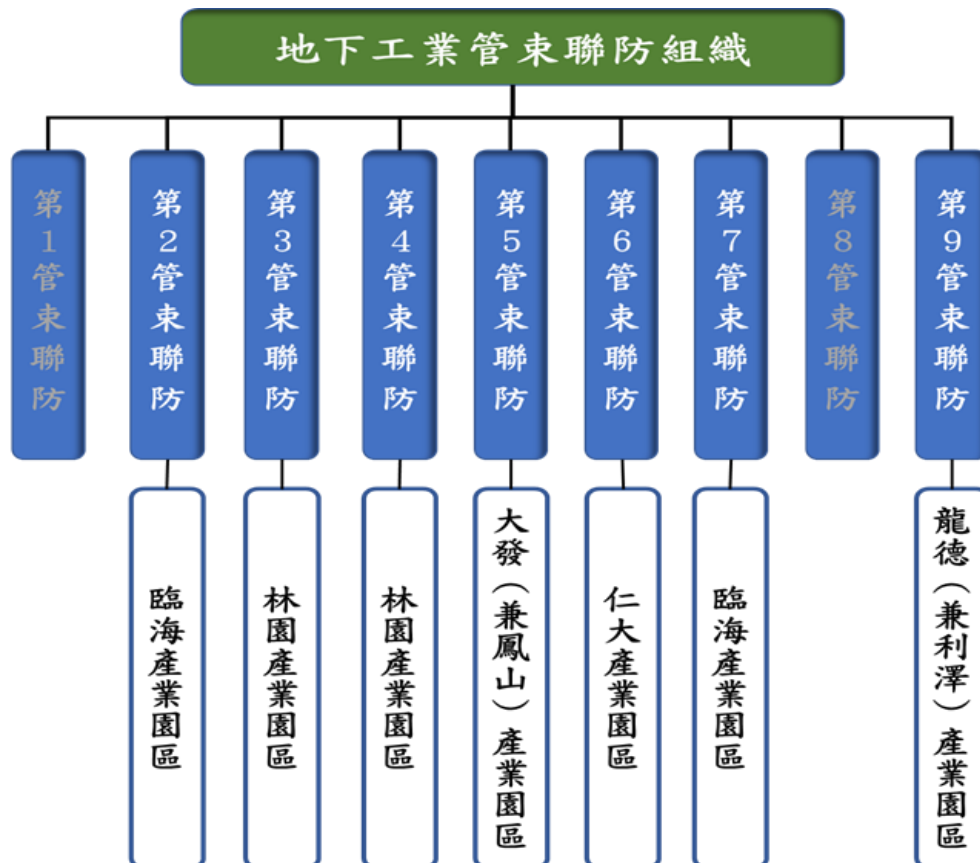 地下工業管束聯防組織
第1管束聯防
第2管束聯防
第3管束聯防
第4管束聯防
第5管束聯防
第6管束聯防
第7管束聯防
第8管束聯防
第9管束聯防
臨海產業園區
林園產業園區
林園產業園區
大發（兼鳳山）產業園區
仁大產業園區
臨海產業園區
龍德（兼利澤）產業園區